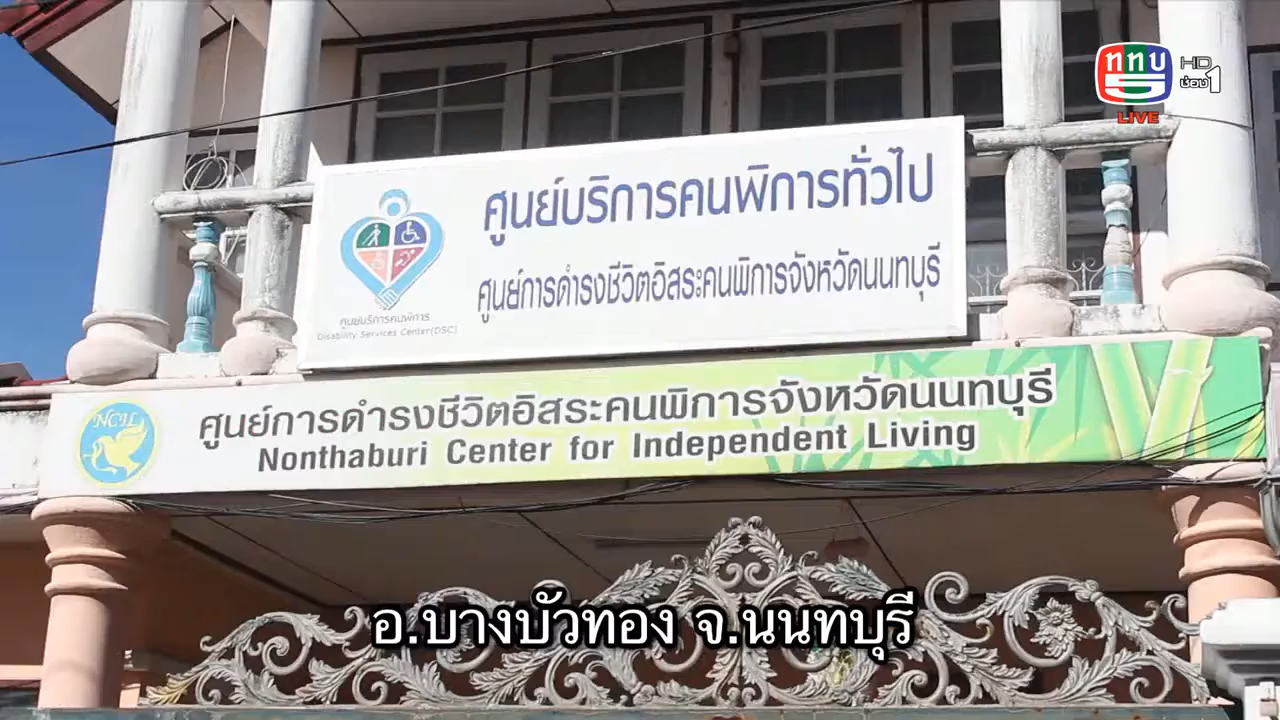 ททบ
5
HD
ช่อง1
LIVE
ศูนย์บริการคนพิการทั่วไป
ศูนย์การดำรงชีวิตอิสระคนพิการจังหวัดนนทบุรี
ศูนย์บริการคนพิการ
Disability Services Center(DSC)
NCIL
ศูนย์การดำรงชีวิตอิสระคนพิการจังหวัดนนทบุรี
Nonthaburi Center for Independent Living
อ.บางบัวทอง จ.นนทบุรี